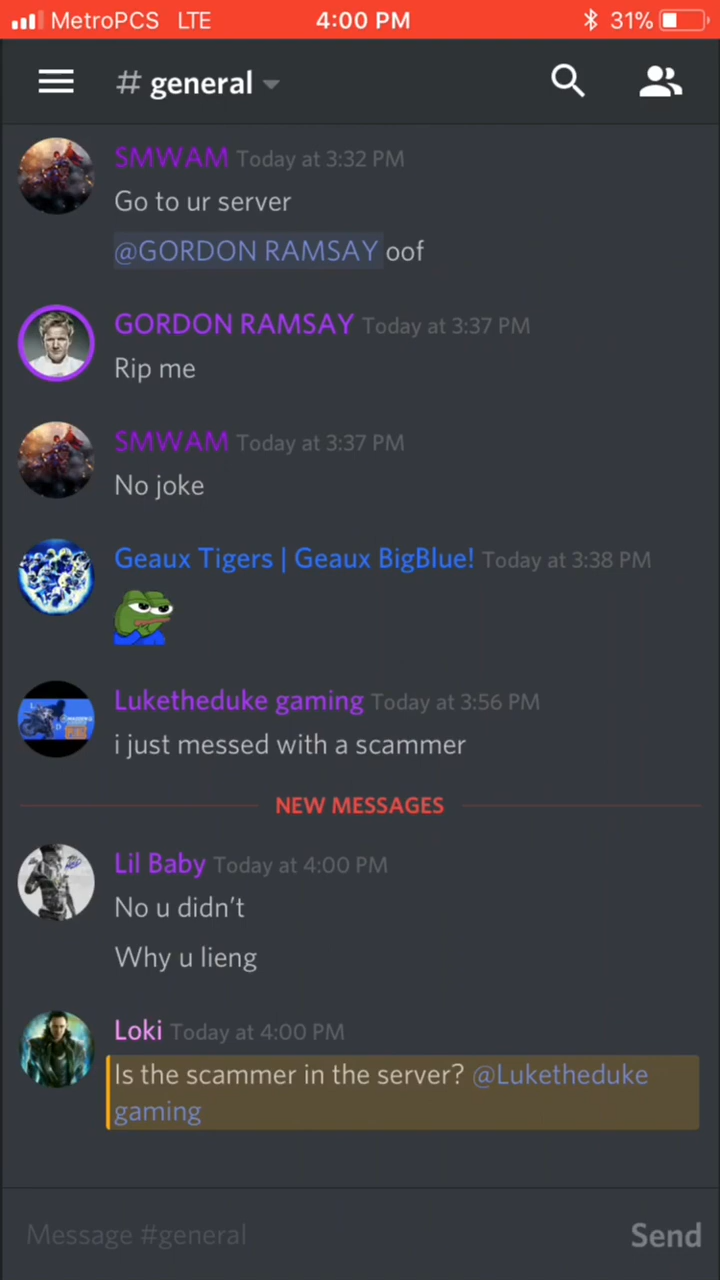 MetroPCS LTE 4:00 PM 31%
# general
SMWAM Today at 3:32 PM
Go to ur server
@GORDON RAMSAY oof
GORDON RAMSAY Today at 3:37 PM
Rip me
SMWAM Today at 3:37 PM
No joke
Geaux Tigers | Geaux BigBlue! Today at 3:38 PM
Luketheduke gaming Today at 3:56 PM
i just messed with a scammer
NEW MESSAGES
Lil Baby Today at 4:00 PM
No u didn't
Why u lieng
Loki Today at 4:00 PM
Is the scammer in the server? @Luketheduke
gaming
Message #general Send